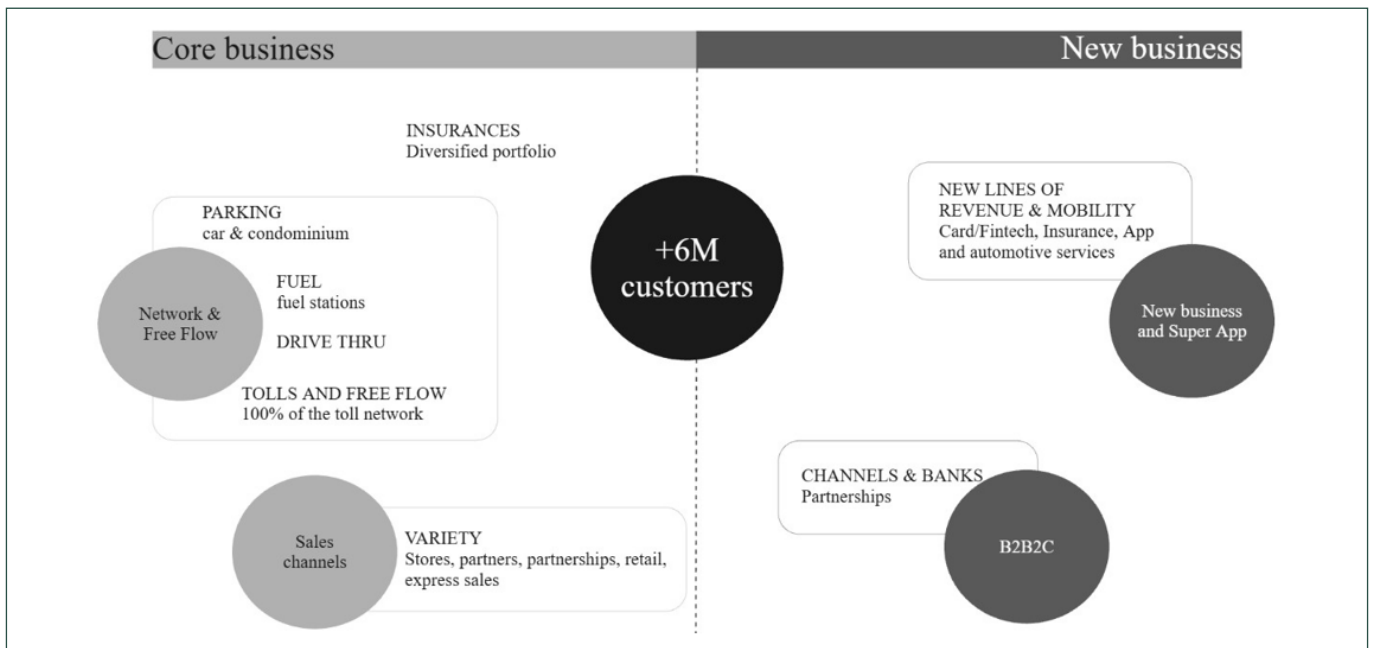 Core business
New business
INSURANCES
Diversified portfolio
PARKING
car & condominium
FUEL
fuel stations
DRIVE THRU
TOLLS AND FREE FLOW
100% of the toll network
Network &
Free Flow
+6M
customers
NEW LINES OF
REVENUE & MOBILITY
Card/Fintech, Insurance, App
and automotive services
New business
and Super App
Sales
channels
VARIETY
Stores, partners, partnerships, retail,
express sales
CHANNELS & BANKS
Partnerships
B2B2C